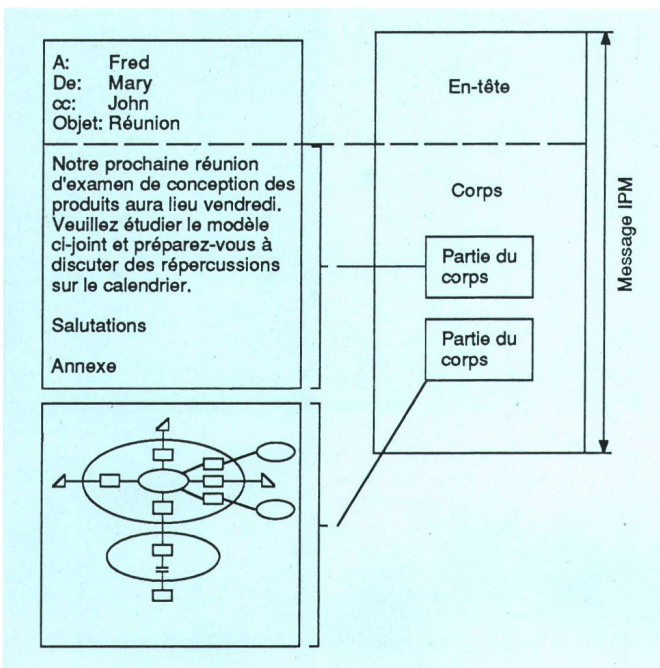 A: Fred
De: Mary
cc: John
Objet: Réunion
Notre prochaine réunion
d'examen de conception des
produits aura lieu vendredi.
Veuillez étudier le modèle
ci-joint et préparez-vous à
discuter des répercussions
sur le calendrier.
Salutations
Annexe
En-tête
Corps
Partie du
corps
Partie du
corps
Message IPM